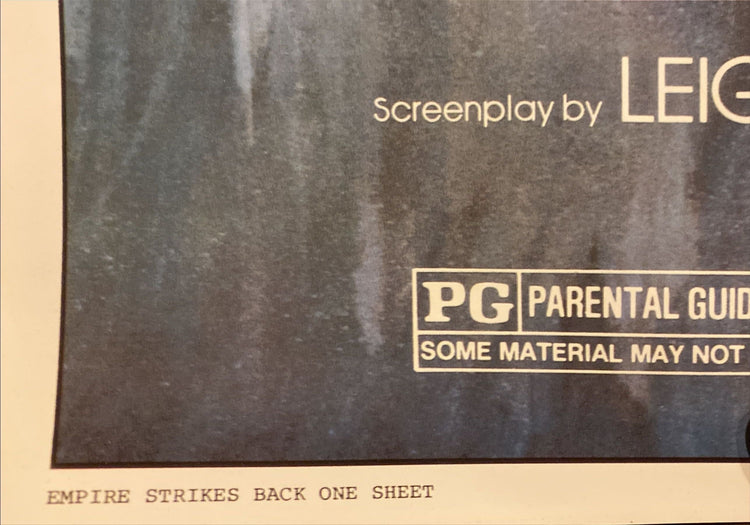 Screenplay by LEIG
PG PARENTAL GUID
SOME MATERIAL MAY NOT
EMPIRE STRIKES BACK ONE SHEET